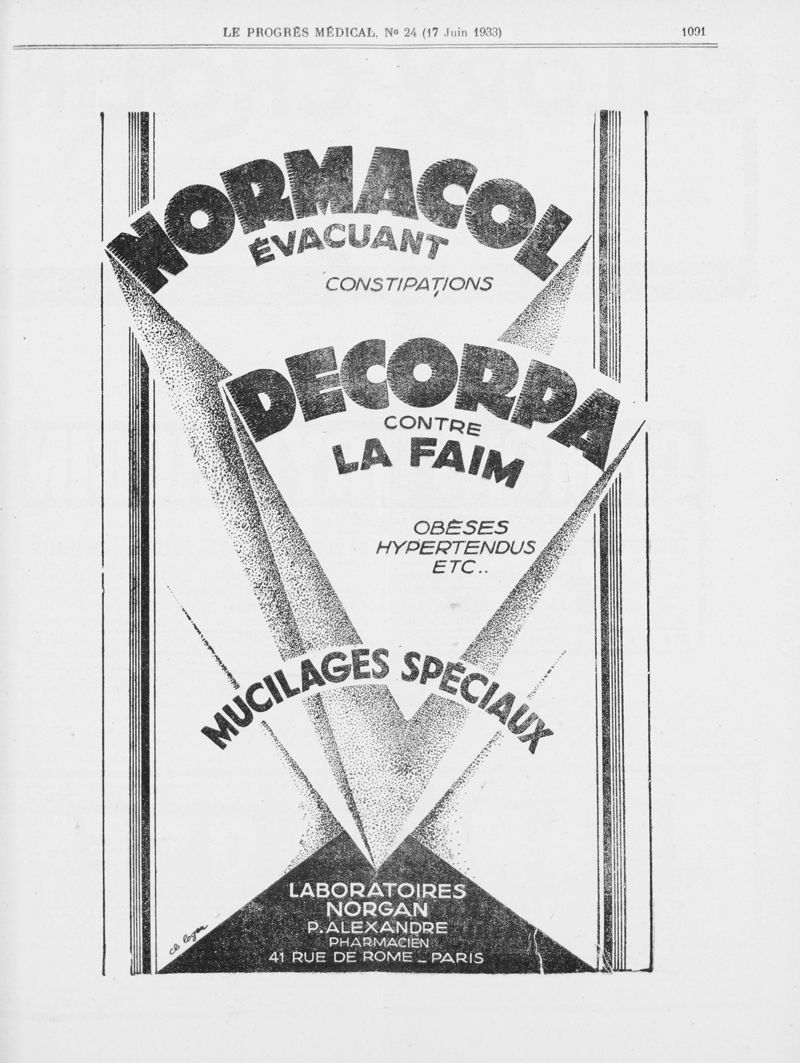 LE PROGRÈS MÉDICAL, No 24 (17 Juin 1933) 1091
NORMACOL
ÉVACUANT
CONSTIPATIONS
DECORPA
CONTRE
LA FAIM
OBÈSES
HYPERTENDUS
ETC..
MUCILAGES SPÉCIAUX
LABORATOIRES
NORGAN
P. ALEXANDRE
PHARMACIEN
41 RUE DE ROME _ PARIS